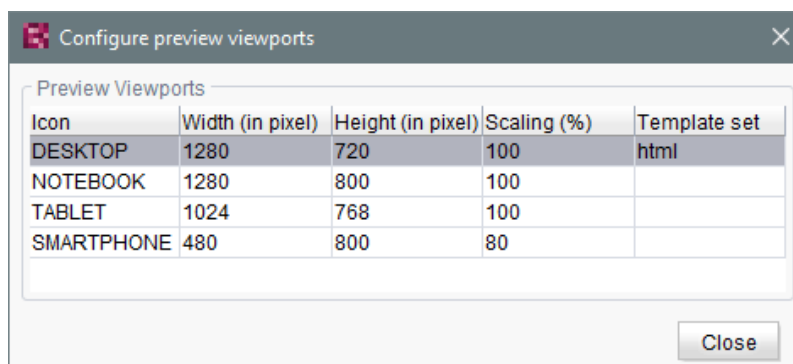 Configure preview viewports
Preview Viewports
Icon Width (in pixel) Height (in pixel) Scaling (%) Template set
DESKTOP 1280 720 100 html
NOTEBOOK 1280 800 100
TABLET 1024 768 100
SMARTPHONE 480 800 80
Close